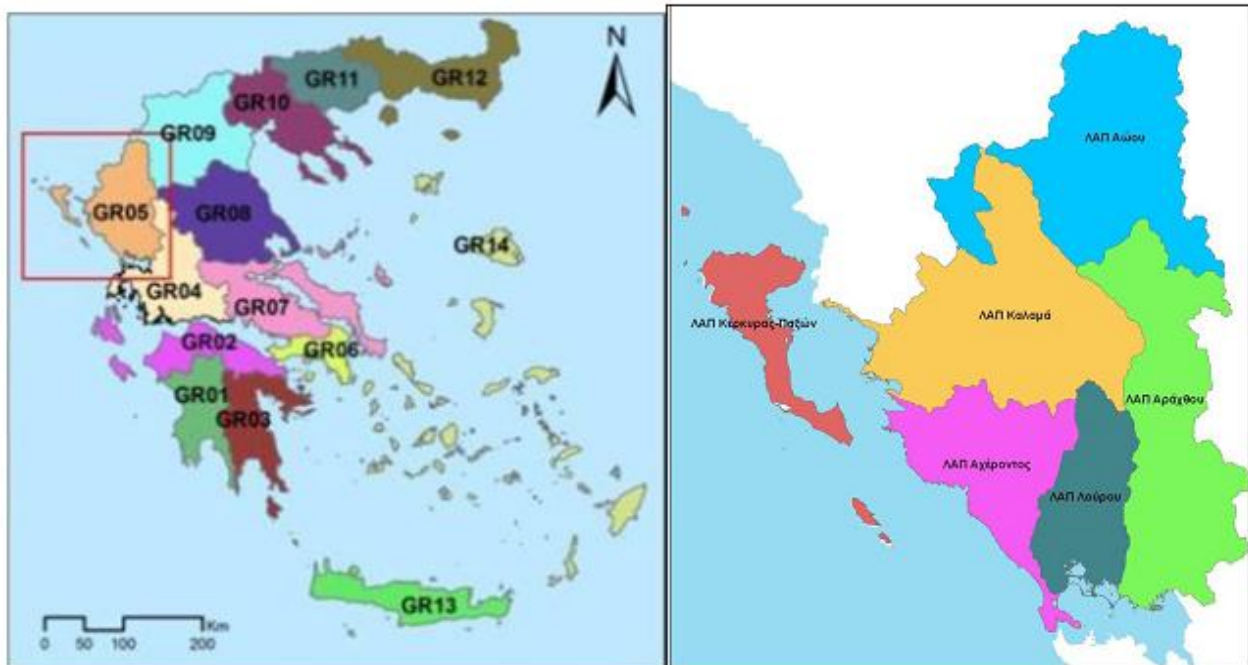 N
GR12
GR11
GR10
GR09
GR05
GR08
GR14
GR04
GR07
GR02
GR06
GR01
GR03
GR13
Km
0 50 100 200
ΛΑΠ Αώου
ΛΑΠ Καλαμά
ΛΑΠ Κέρκυρας-Παξών
ΛΑΠ Αράχθου
ΛΑΠ Αχέροντος
ΛΑΠ Λούρου